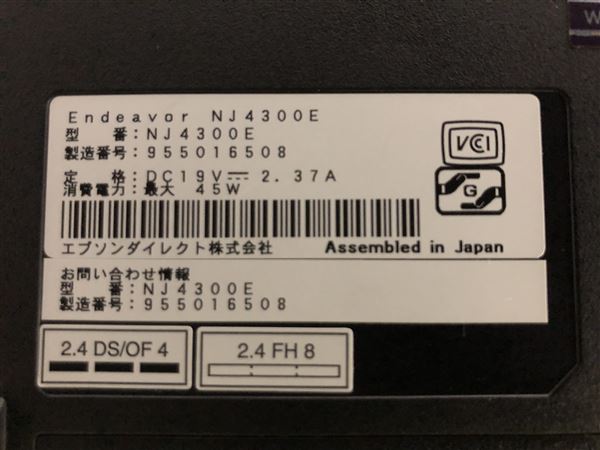 W
Endeavor NJ4300E
型　番：NJ4300E
製造番号：955016508
定　格：DC19V⎓ 2.37A
消費電力：最大 45W
VCI
G
エプソンダイレクト株式会社 Assembled in Japan
お問い合わせ情報
型　番：NJ4300E
製造番号：955016508
2.4 DS/OF 4
2.4 FH 8